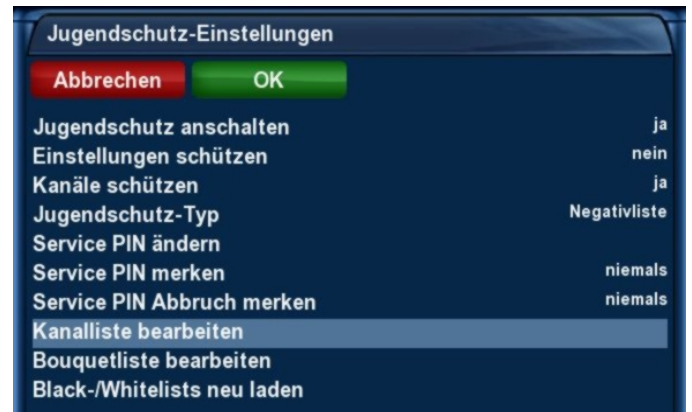 Jugendschutz-Einstellungen
Abbrechen OK
Jugendschutz anschalten ja
Einstellungen schützen nein
Kanäle schützen ja
Jugendschutz-Typ Negativliste
Service PIN ändern
Service PIN merken niemals
Service PIN Abbruch merken niemals
Kanalliste bearbeiten
Bouquetliste bearbeiten
Black-/Whitelists neu laden